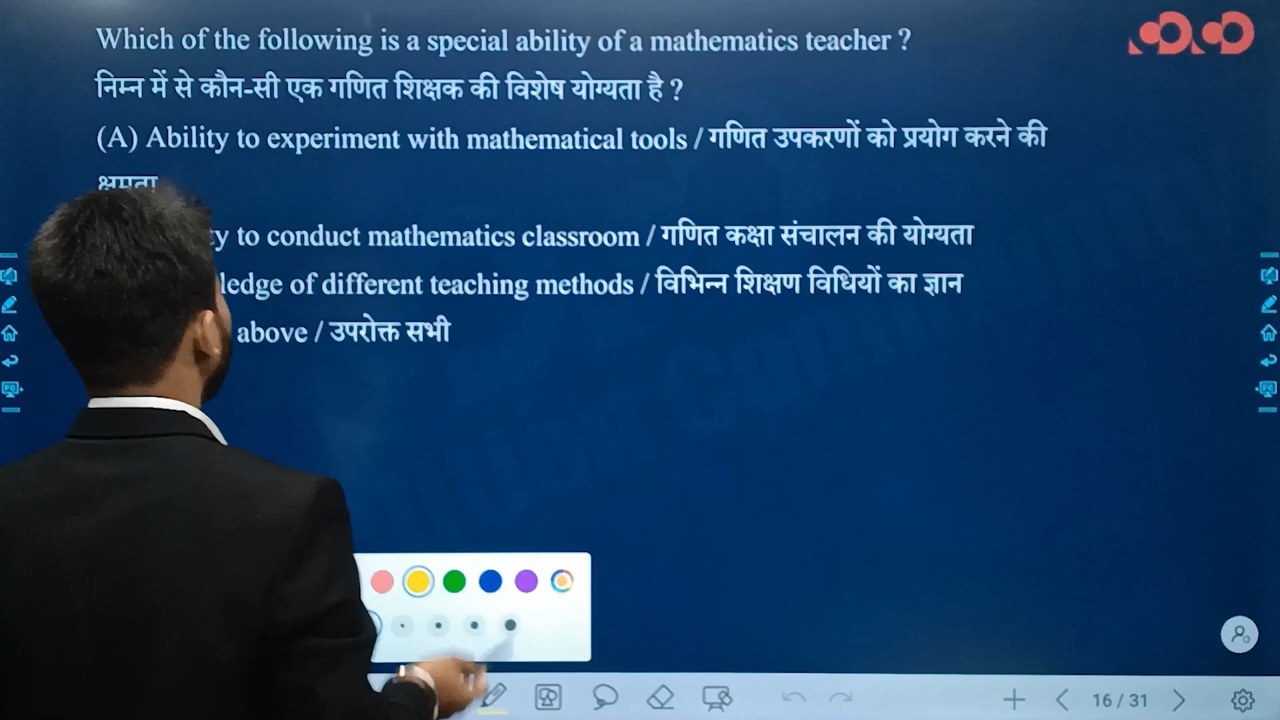 Which of the following is a special ability of a mathematics teacher ?
निम्न में से कौन-सी एक गणित शिक्षक की विशेष योग्यता है ?
(A) Ability to experiment with mathematical tools / गणित उपकरणों को प्रयोग करने की
क्षमता
to conduct mathematics classroom / गणित कक्षा संचालन की योग्यता
of different teaching methods / विभिन्न शिक्षण विधियों का ज्ञान
above / उपरोक्त सभी
16 / 31